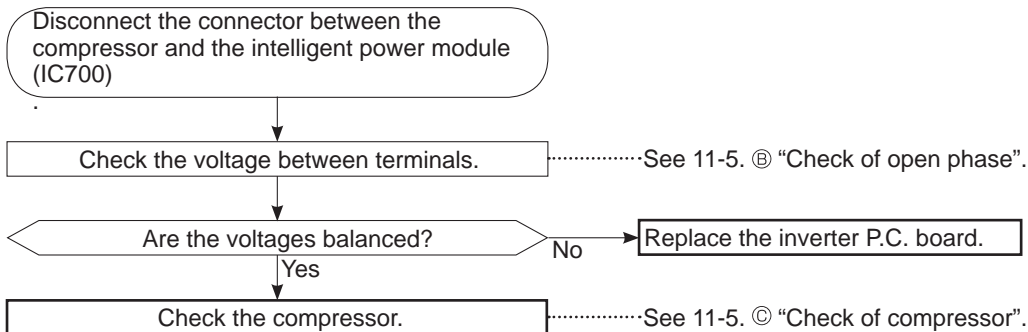 Disconnect the connector between the
compressor and the intelligent power module
(IC700)
.
Check the voltage between terminals.
See 11-5. Ⓑ “Check of open phase”.
Are the voltages balanced?
No
Replace the inverter P.C. board.
Yes
Check the compressor.
See 11-5. Ⓒ “Check of compressor”.